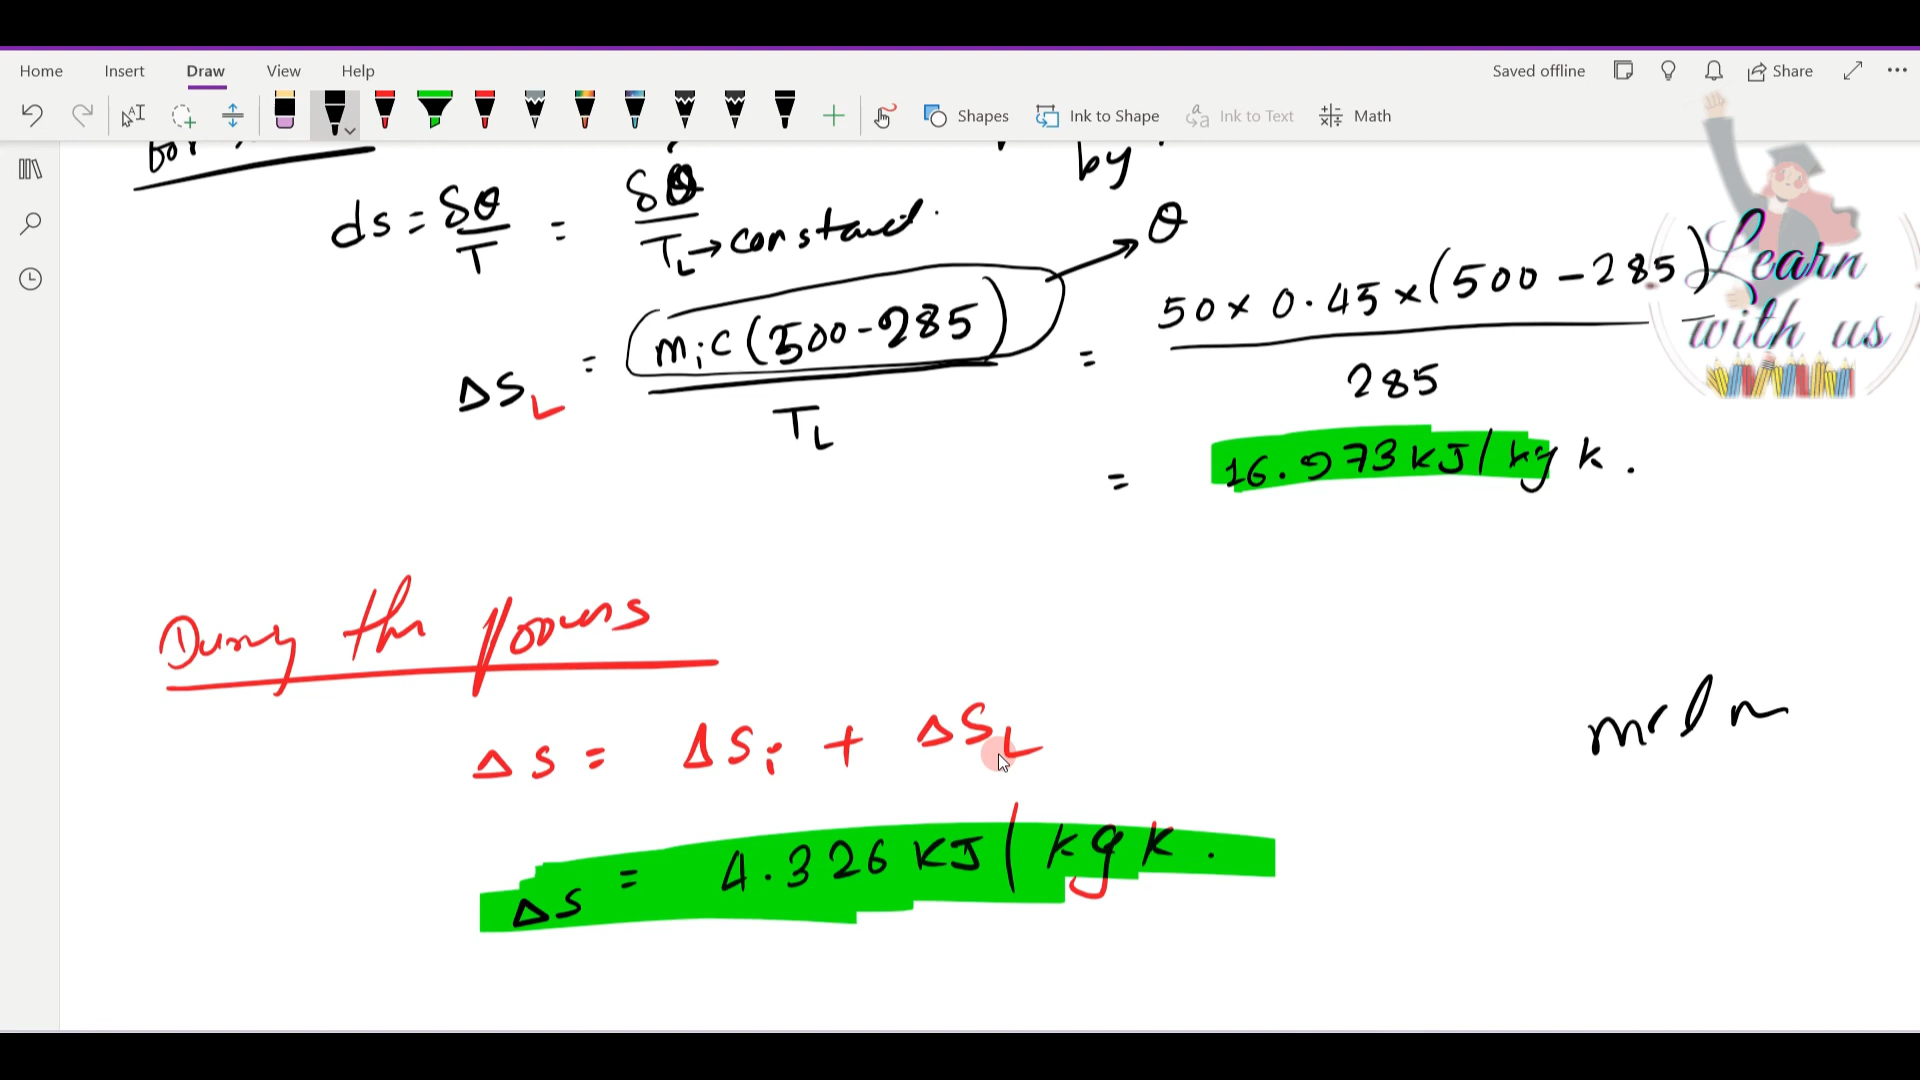 Home Insert Draw View Help Saved offline Share
Shapes Ink to Shape Ink to Text Math
by
ds = δθ/T = δθ/T_L → constant.
θ
ΔS_L = m_i c (500-285) / T_L = 50 × 0.45 × (500 - 285) / 285
= 16.973 kJ/kg k.
Learn
with us
During the process
ΔS = ΔS_i + ΔS_L
ΔS = 4.326 KJ/kg k.